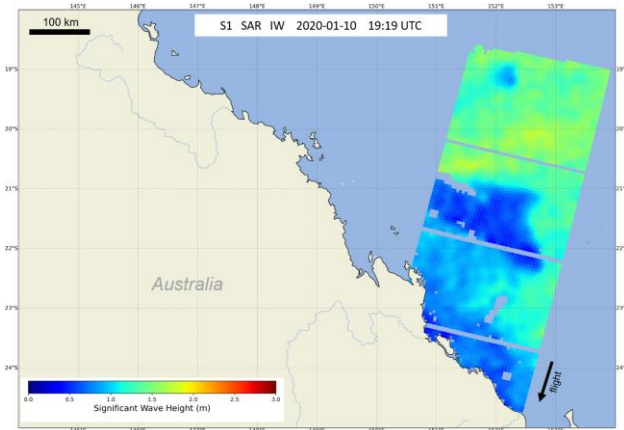 100 km
S1 SAR IW 2020-01-10 19:19 UTC
145°E 146°E 147°E 148°E 149°E 150°E 151°E 152°E 153°E
19°S
20°S
21°S
22°S
23°S
24°S
Australia
flight
0.0 0.5 1.0 1.5 2.0 2.5 3.0
Significant Wave Height (m)